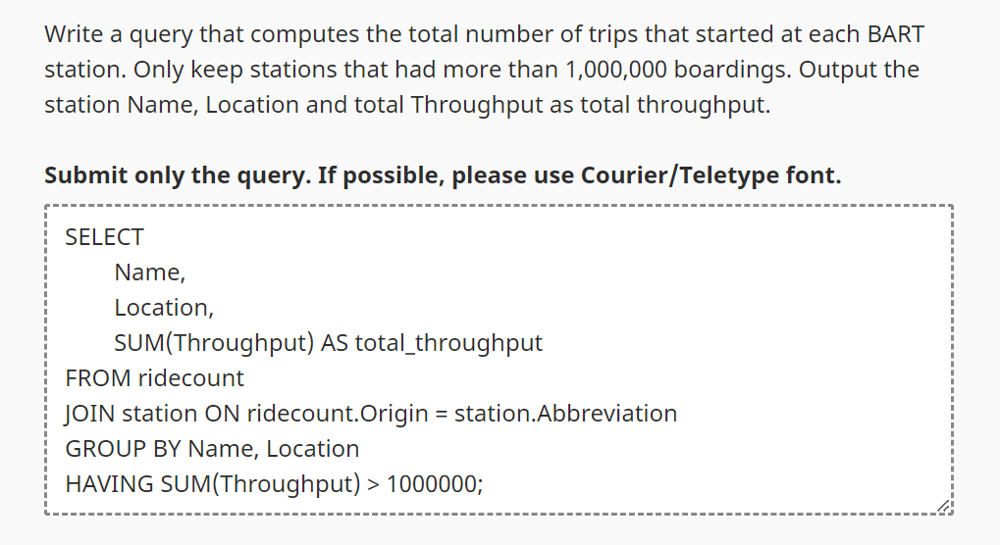 Write a query that computes the total number of trips that started at each BART
station. Only keep stations that had more than 1,000,000 boardings. Output the
station Name, Location and total Throughput as total throughput.
Submit only the query. If possible, please use Courier/Teletype font.
SELECT
Name,
Location,
SUM(Throughput) AS total_throughput
FROM ridecount
JOIN station ON ridecount.Origin = station.Abbreviation
GROUP BY Name, Location
HAVING SUM(Throughput) > 1000000;